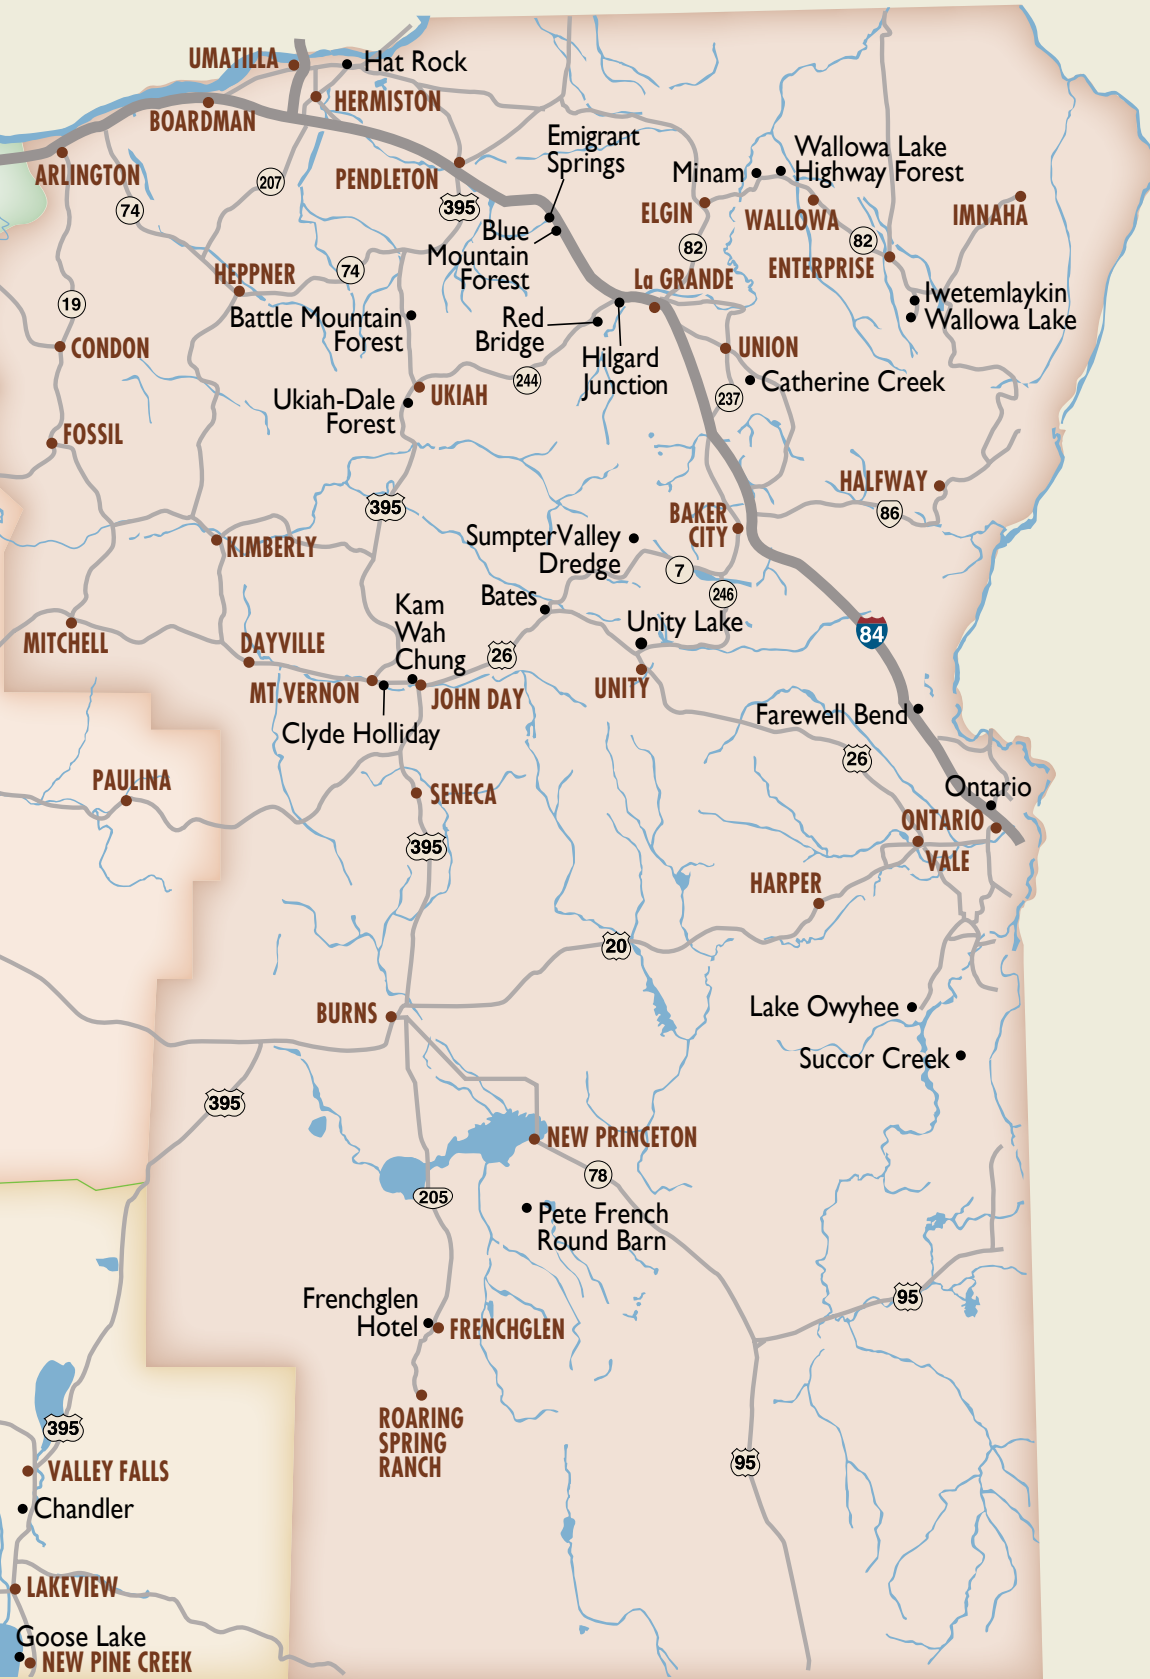 UMATILLA
Hat Rock
HERMISTON
BOARDMAN
Emigrant
Springs
Wallowa Lake
Highway Forest
Minam
ARLINGTON
207
PENDLETON
74
395
ELGIN
WALLOWA
IMNAHA
Blue
Mountain
Forest
82
82
HEPPNER
74
La GRANDE
ENTERPRISE
19
Iwetemlaykin
Wallowa Lake
Battle Mountain
Forest
Red
Bridge
CONDON
Hilgard
Junction
UNION
244
Catherine Creek
Ukiah-Dale
Forest
UKIAH
237
FOSSIL
HALFWAY
395
86
BAKER
CITY
KIMBERLY
SumpterValley
Dredge
7
246
Bates
Kam
Wah
Chung
Unity Lake
84
MITCHELL
DAYVILLE
26
MT.VERNON
JOHN DAY
UNITY
Clyde Holliday
Farewell Bend
26
PAULINA
SENECA
Ontario
ONTARIO
395
VALE
HARPER
20
BURNS
Lake Owyhee
Succor Creek
395
NEW PRINCETON
78
205
Pete French
Round Barn
Frenchglen
Hotel
FRENCHGLEN
95
ROARING
SPRING
RANCH
395
95
VALLEY FALLS
Chandler
LAKEVIEW
Goose Lake
NEW PINE CREEK